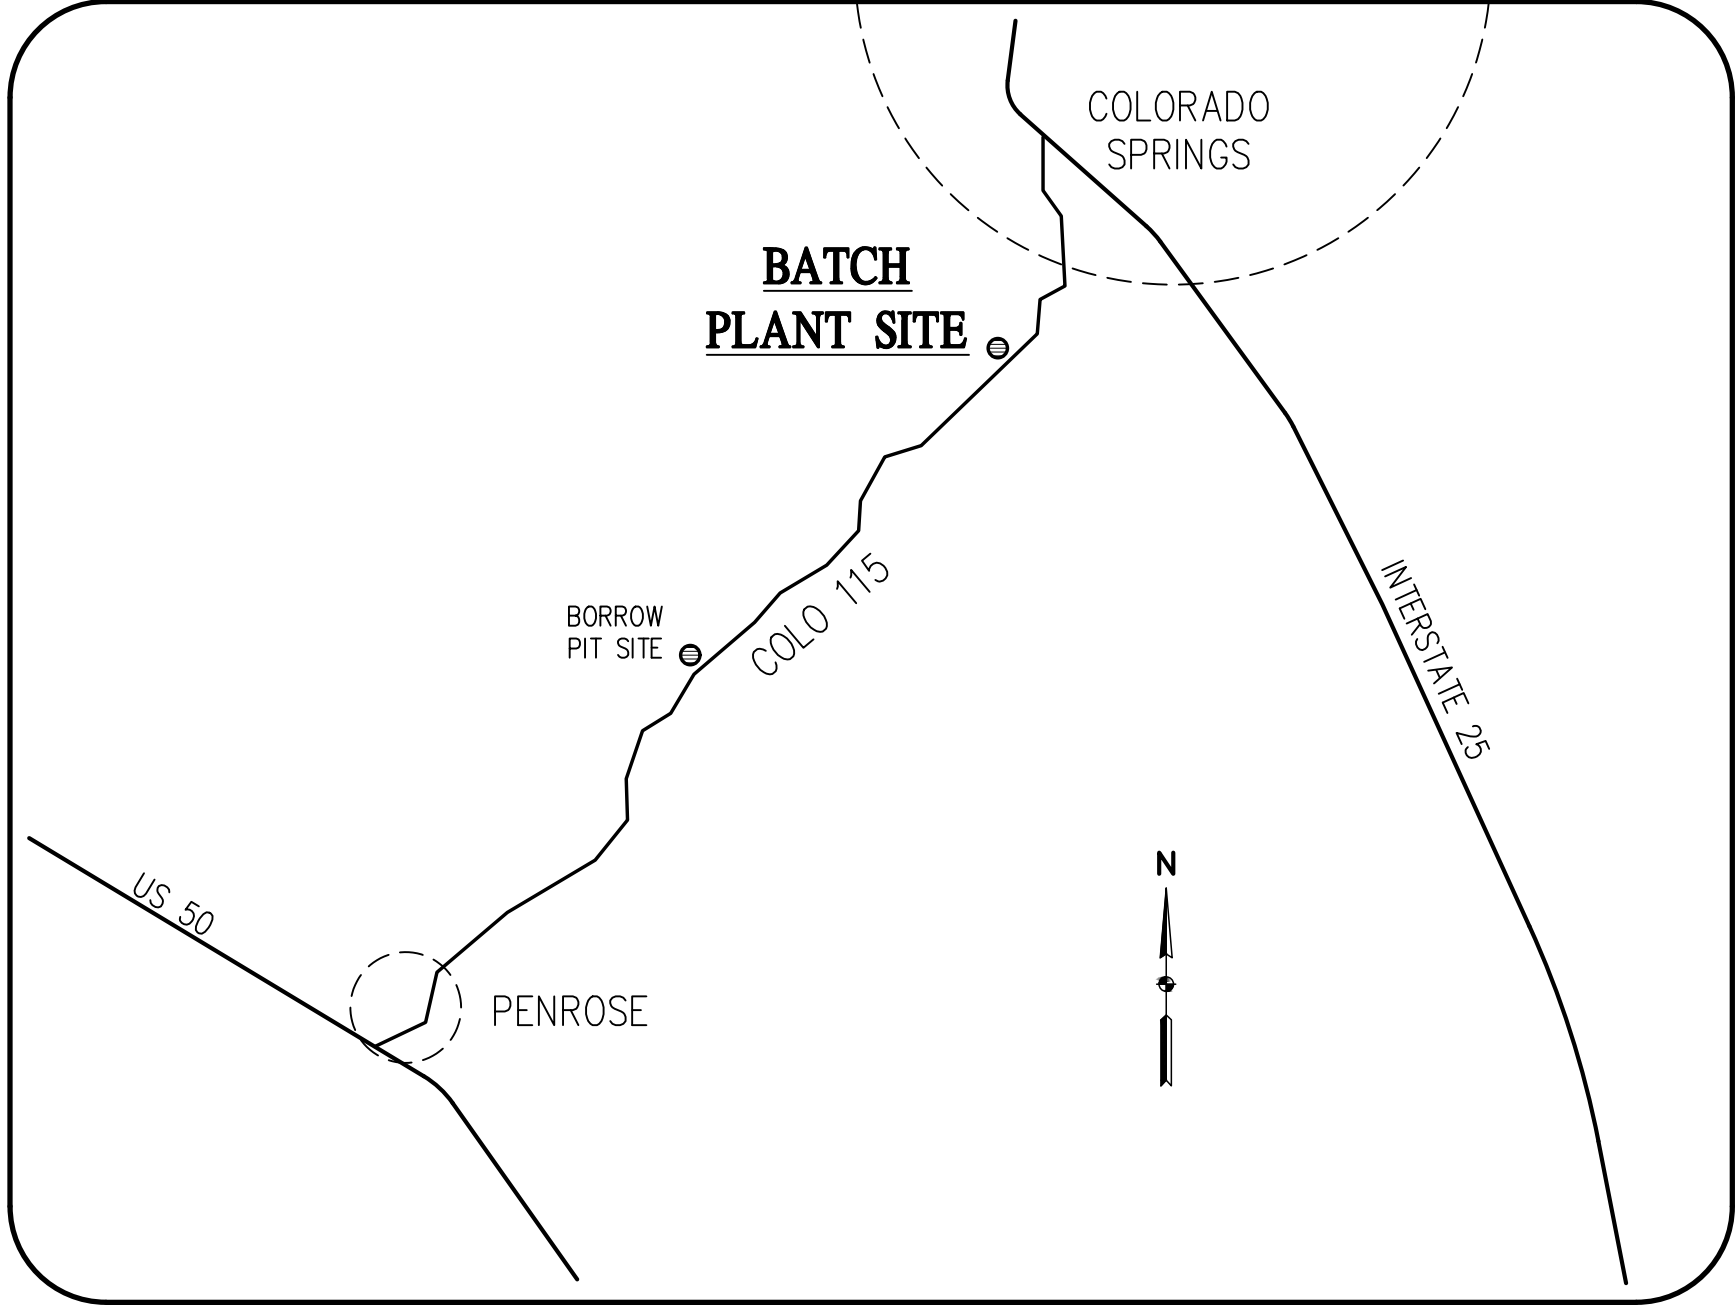 COLORADO
SPRINGS
BATCH
PLANT SITE
BORROW
PIT SITE
COLO 115
INTERSTATE 25
US 50
N
PENROSE